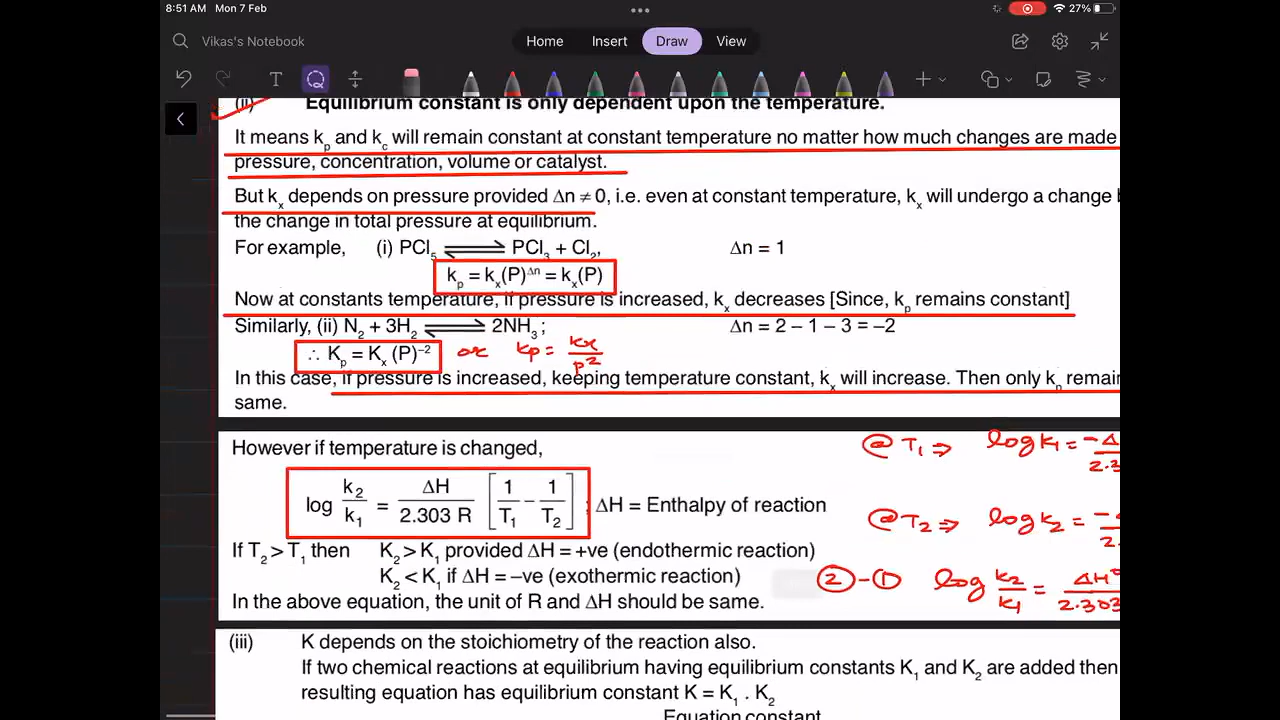 8:51 AM Mon 7 Feb
27%
Vikas's Notebook
Home Insert Draw View
(ii) Equilibrium constant is only dependent upon the temperature.
It means kp and kc will remain constant at constant temperature no matter how much changes are made
pressure, concentration, volume or catalyst.
But kx depends on pressure provided Δn ≠ 0, i.e. even at constant temperature, kx will undergo a change
the change in total pressure at equilibrium.
For example, (i) PCl5 ⇌ PCl3 + Cl2, Δn = 1
kp = kx(P)^Δn = kx(P)
Now at constants temperature, if pressure is increased, kx decreases [Since, kp remains constant]
Similarly, (ii) N2 + 3H2 ⇌ 2NH3 ; Δn = 2 – 1 – 3 = –2
∴ Kp = Kx (P)^–2 or kp = kx/p^2
In this case, if pressure is increased, keeping temperature constant, kx will increase. Then only kp remain
same.
However if temperature is changed,
@ T1 ⇒ log k1 = -Δ/2.30
log k2/k1 = ΔH/2.303 R [1/T1 – 1/T2] ; ΔH = Enthalpy of reaction
@ T2 ⇒ log k2 = -/2.
If T2 > T1 then K2 > K1 provided ΔH = +ve (endothermic reaction)
K2 < K1 if ΔH = –ve (exothermic reaction)
② - ① log k2/k1 = ΔH°/2.303
In the above equation, the unit of R and ΔH should be same.
(iii) K depends on the stoichiometry of the reaction also.
If two chemical reactions at equilibrium having equilibrium constants K1 and K2 are added then
resulting equation has equilibrium constant K = K1 . K2
Equation constant